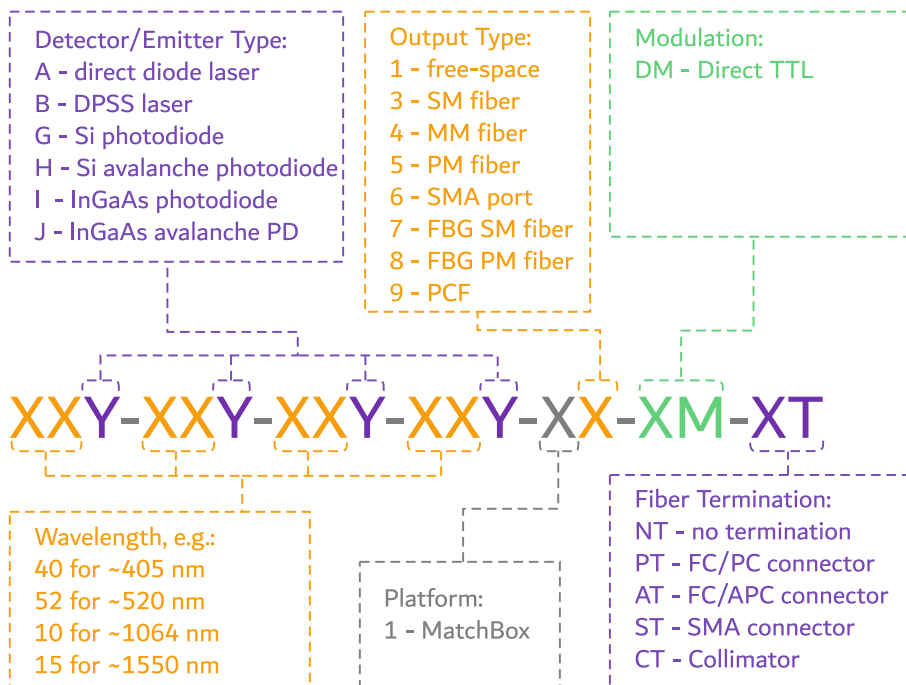 Detector/Emitter Type:
A - direct diode laser
B - DPSS laser
G - Si photodiode
H - Si avalanche photodiode
I - InGaAs photodiode
J - InGaAs avalanche PD
Output Type:
1 - free-space
3 - SM fiber
4 - MM fiber
5 - PM fiber
6 - SMA port
7 - FBG SM fiber
8 - FBG PM fiber
9 - PCF
Modulation:
DM - Direct TTL
XXY-XXY-XXY-XXY-XX-XM-XT
Wavelength, e.g.:
40 for ~405 nm
52 for ~520 nm
10 for ~1064 nm
15 for ~1550 nm
Platform:
1 - MatchBox
Fiber Termination:
NT - no termination
PT - FC/PC connector
AT - FC/APC connector
ST - SMA connector
CT - Collimator